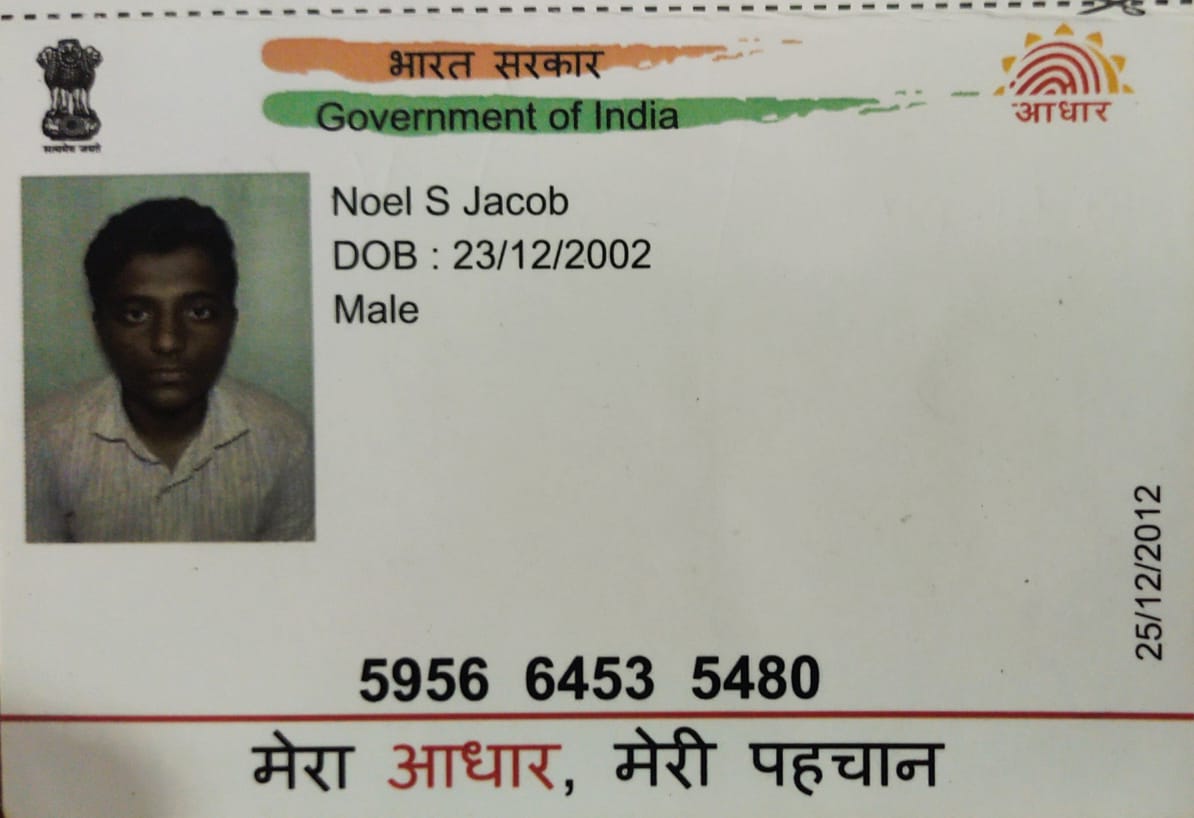 भारत सरकार
Government of India
आधार
सत्यमेव जयते
Noel S Jacob
DOB : 23/12/2002
Male
25/12/2012
5956 6453 5480
मेरा आधार, मेरी पहचान